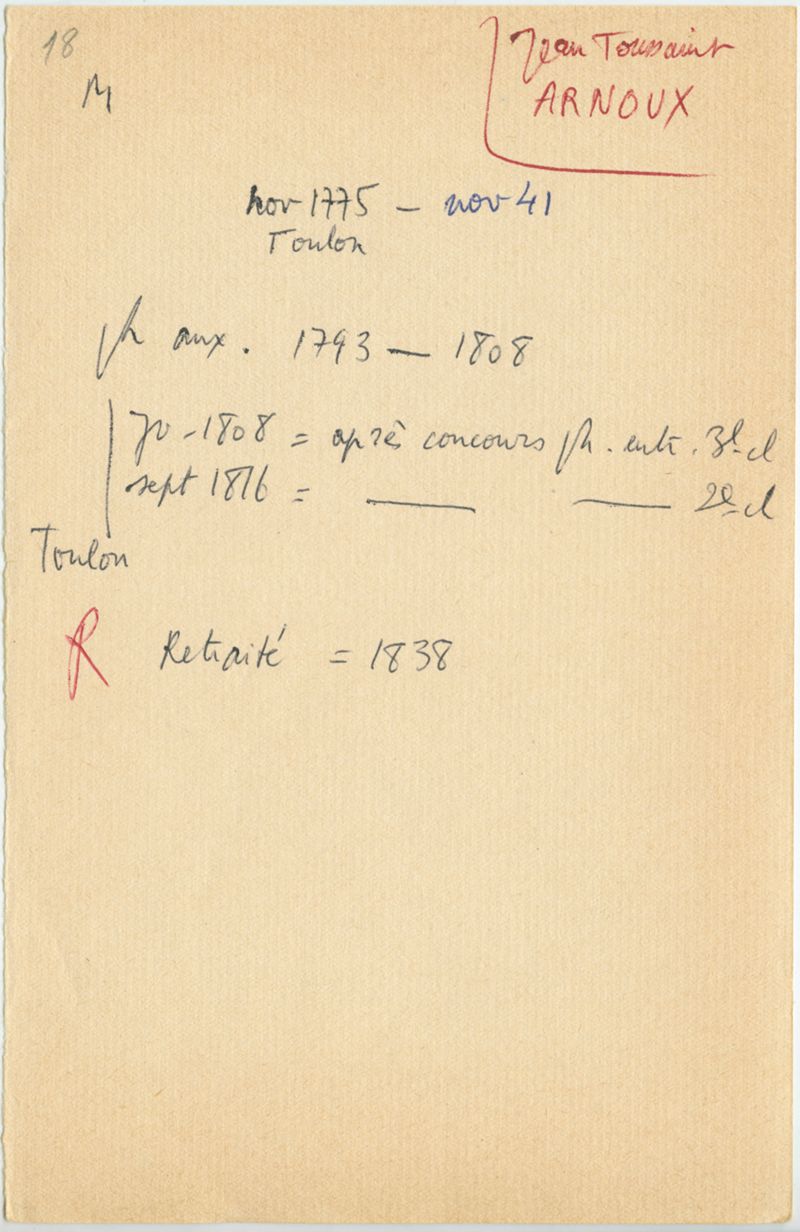 18
M
Jean Toussaint
ARNOUX
nov 1775 — nov 41
Toulon
ph aux. 1793 — 1808
-1808 = après concours ph. entr. 3e cl
sept 1816 = —— —— 2e cl
Toulon
R Retraité = 1838